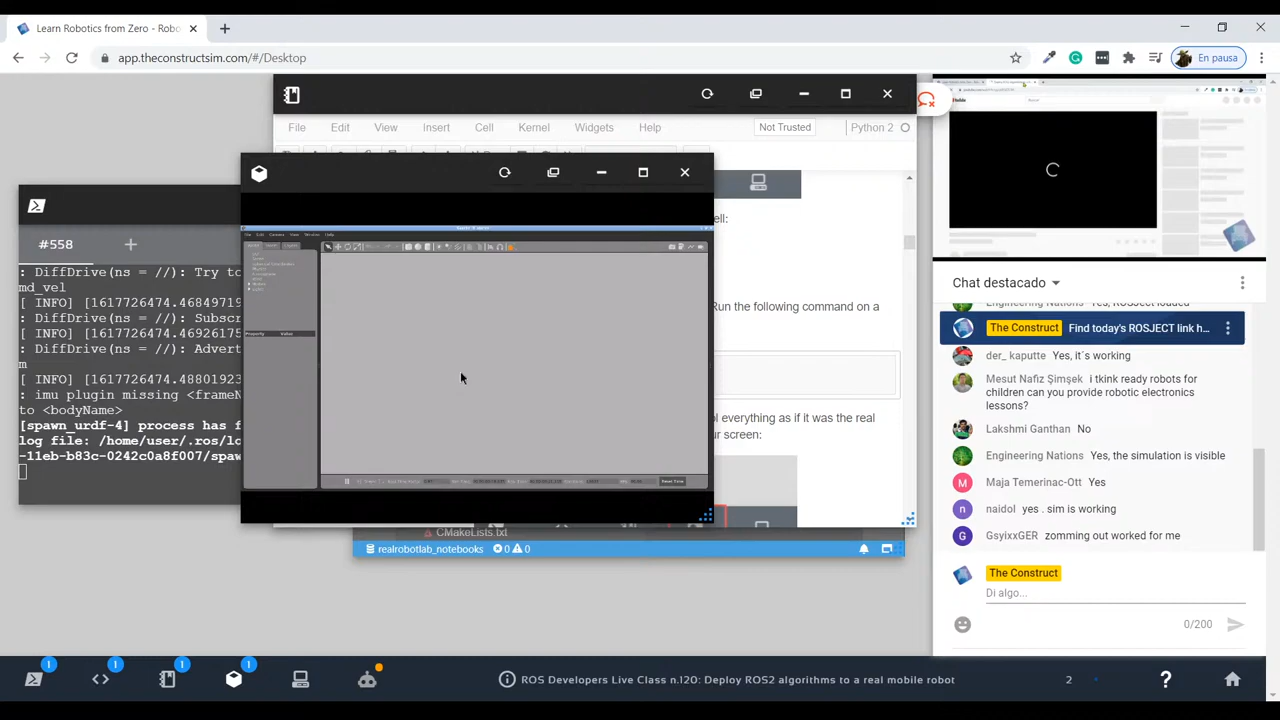 Learn Robotics from Zero - Robo
app.theconstructsim.com/#/Desktop
En pausa
File Edit View Insert Cell Kernel Widgets Help
Not Trusted
Python 2
#558
: DiffDrive(ns = //): Try to
md_vel
[ INFO] [1617726474.46849719
: DiffDrive(ns = //): Subscr
[ INFO] [1617726474.46926175
: DiffDrive(ns = //): Advert
m
[ INFO] [1617726474.48801923
: imu plugin missing <frameN
to <bodyName>
[spawn_urdf-4] process has f
log file: /home/user/.ros/lo
-11eb-b83c-0242c0a8f007/spaw
ell:
Run the following command on a
ol everything as if it was the real
ur screen:
CMakeLists.txt
realrobotlab_notebooks
0
0
Chat destacado
Engineering Nations Yes, ROSJect loaded
The Construct Find today's ROSJECT link h...
der_ kaputte Yes, it´s working
Mesut Nafiz Şimşek i tkink ready robots for
children can you provide robotic electronics
lessons?
Lakshmi Ganthan No
Engineering Nations Yes, the simulation is visible
Maja Temerinac-Ott Yes
naidol yes . sim is working
GsyixxGER zomming out worked for me
The Construct
Di algo...
0/200
1
1
1
1
ROS Developers Live Class n.120: Deploy ROS2 algorithms to a real mobile robot
2
?